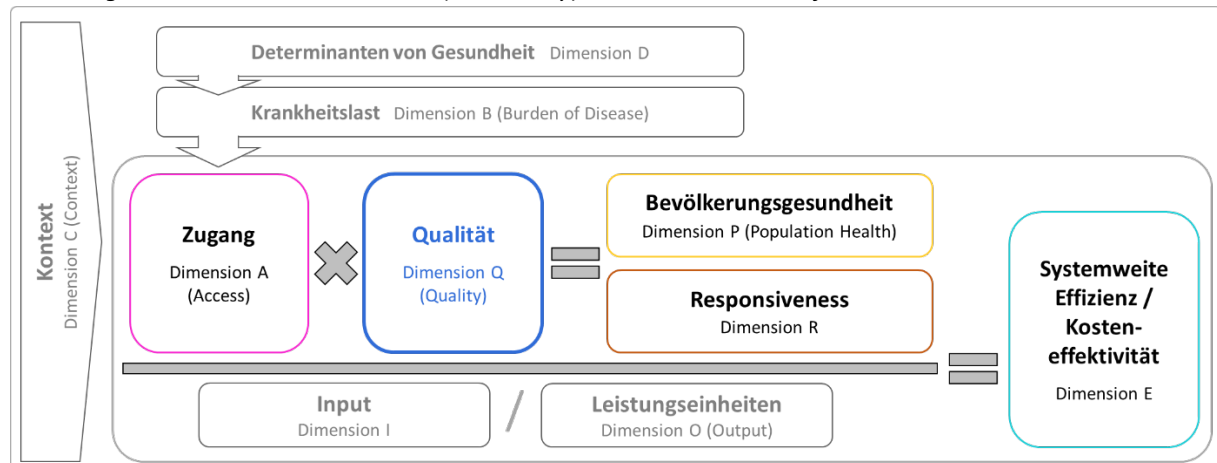 Kontext
Dimension C (Context)
Determinanten von Gesundheit Dimension D
Krankheitslast Dimension B (Burden of Disease)
Zugang
Dimension A
(Access)
Qualität
Dimension Q
(Quality)
Bevölkerungsgesundheit
Dimension P (Population Health)
Responsiveness
Dimension R
Systemweite
Effizienz /
Kosten-
effektivität
Dimension E
Input
Dimension I
/
Leistungseinheiten
Dimension O (Output)